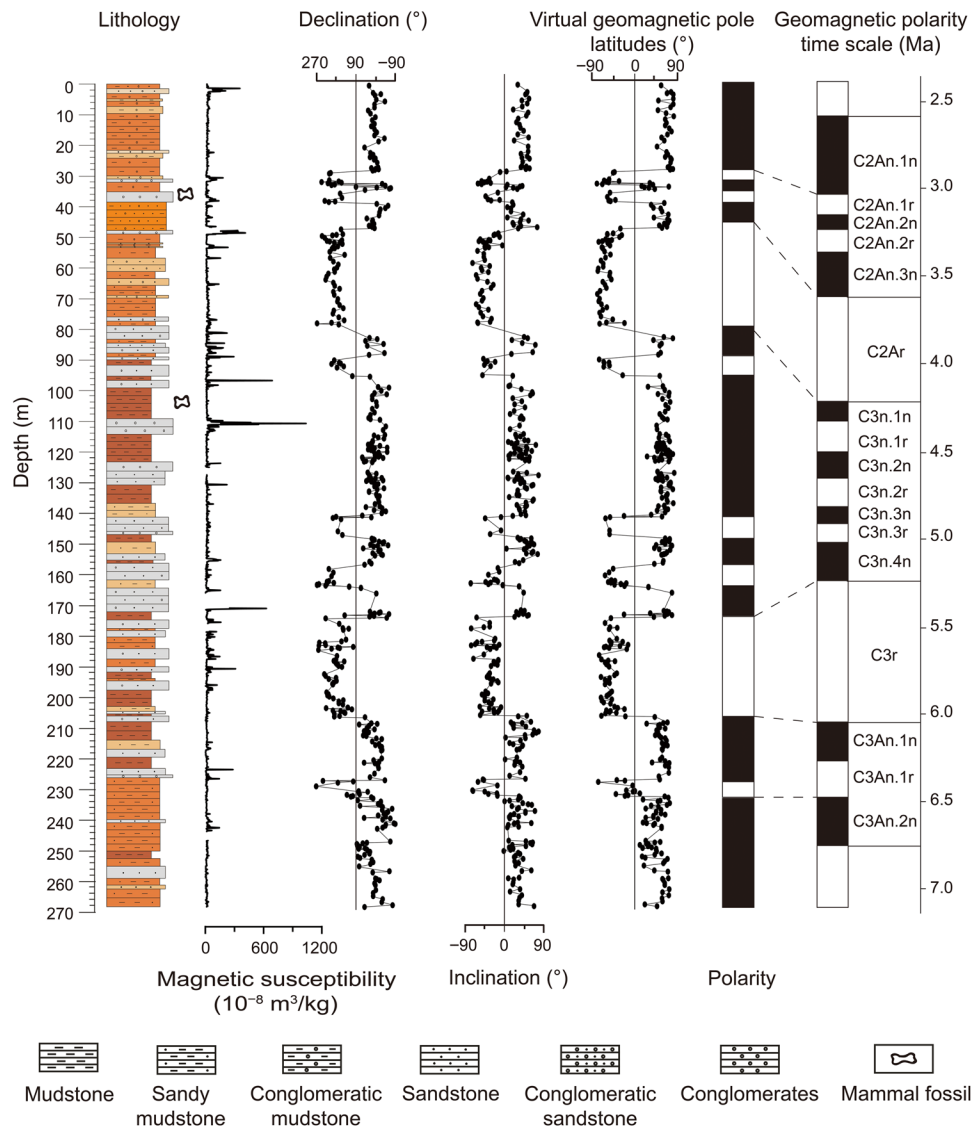 Lithology
Declination (°)
Virtual geomagnetic pole
latitudes (°)
Geomagnetic polarity
time scale (Ma)
270 90 −90
−90 0 90
Depth (m)
0
10
20
30
40
50
60
70
80
90
100
110
120
130
140
150
160
170
180
190
200
210
220
230
240
250
260
270
C2An.1n
C2An.1r
C2An.2n
C2An.2r
C2An.3n
C2Ar
C3n.1n
C3n.1r
C3n.2n
C3n.2r
C3n.3n
C3n.3r
C3n.4n
C3r
C3An.1n
C3An.1r
C3An.2n
2.5
3.0
3.5
4.0
4.5
5.0
5.5
6.0
6.5
7.0
0 600 1200
−90 0 90
Magnetic susceptibility
(10⁻⁸ m³/kg)
Inclination (°)
Polarity
Mudstone
Sandy
mudstone
Conglomeratic
mudstone
Sandstone
Conglomeratic
sandstone
Conglomerates
Mammal fossil